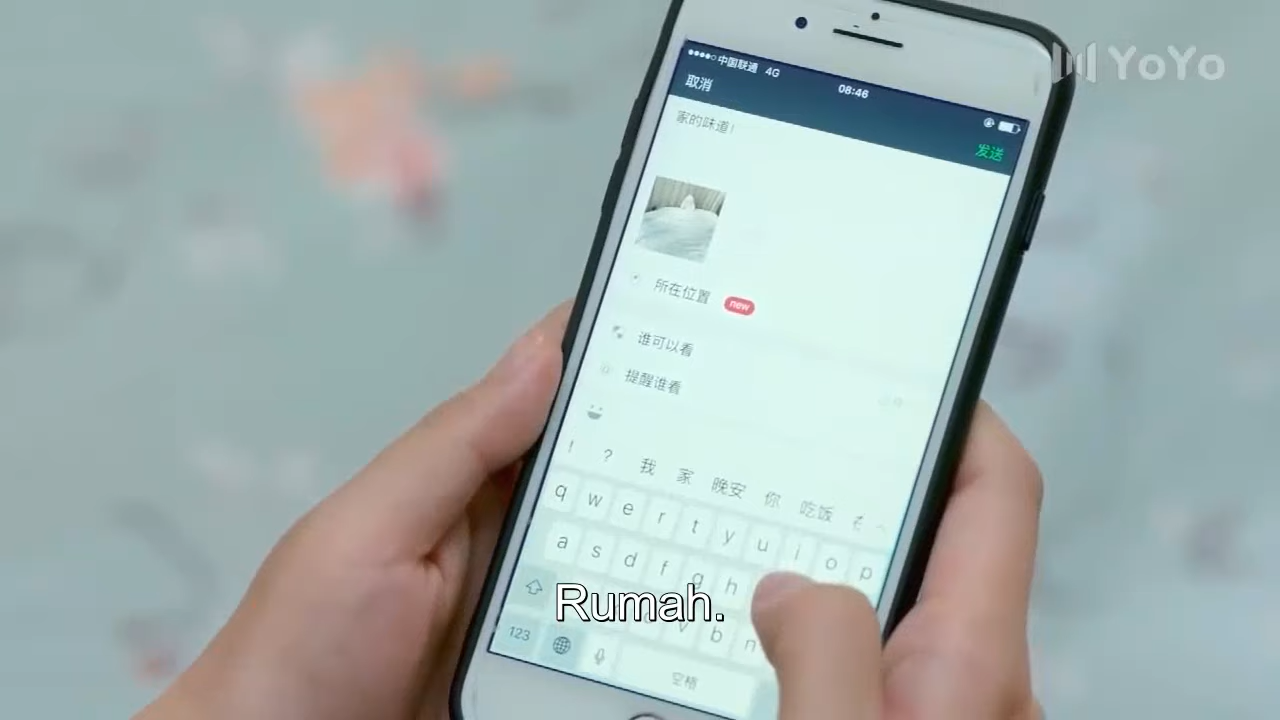 YoYo
中国联通 4G 08:46
取消
发送
家的味道!
所在位置 new
谁可以看
提醒谁看
! ? 我 家 晚安 你 吃饭
q w e r t y u i o p
a s d f g h
Rumah.
v b n
123
空格